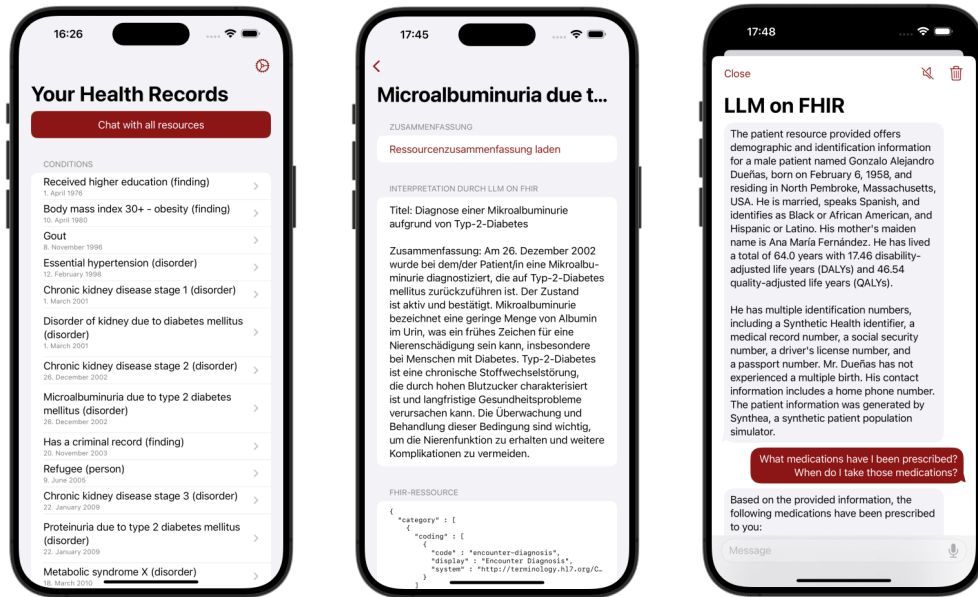 16:26
Your Health Records
Chat with all resources
CONDITIONS
Received higher education (finding)
1. April 1976
Body mass index 30+ - obesity (finding)
10. April 1980
Gout
8. November 1996
Essential hypertension (disorder)
12. February 1998
Chronic kidney disease stage 1 (disorder)
1. March 2001
Disorder of kidney due to diabetes mellitus
(disorder)
1. March 2001
Chronic kidney disease stage 2 (disorder)
26. December 2002
Microalbuminuria due to type 2 diabetes
mellitus (disorder)
26. December 2002
Has a criminal record (finding)
20. November 2003
Refugee (person)
9. June 2005
Chronic kidney disease stage 3 (disorder)
22. January 2009
Proteinuria due to type 2 diabetes mellitus
(disorder)
22. January 2009
Metabolic syndrome X (disorder)
18. March 2010
17:45
Microalbuminuria due t...
ZUSAMMENFASSUNG
Ressourcenzusammenfassung laden
INTERPRETATION DURCH LLM ON FHIR
Titel: Diagnose einer Mikroalbuminurie
aufgrund von Typ-2-Diabetes
Zusammenfassung: Am 26. Dezember 2002
wurde bei dem/der Patient/in eine Mikroalbu-
minurie diagnostiziert, die auf Typ-2-Diabetes
mellitus zurückzuführen ist. Der Zustand
ist aktiv und bestätigt. Mikroalbuminurie
bezeichnet eine geringe Menge von Albumin
im Urin, was ein frühes Zeichen für eine
Nierenschädigung sein kann, insbesondere
bei Menschen mit Diabetes. Typ-2-Diabetes
ist eine chronische Stoffwechselstörung,
die durch hohen Blutzucker charakterisiert
ist und langfristige Gesundheitsprobleme
verursachen kann. Die Überwachung und
Behandlung dieser Bedingung sind wichtig,
um die Nierenfunktion zu erhalten und weitere
Komplikationen zu vermeiden.
FHIR-RESSOURCE
{
"category" : [
{
"coding" : [
{
"code" : "encounter-diagnosis",
"display" : "Encounter Diagnosis",
"system" : "http://terminology.hl7.org/C…
}
]
17:48
Close
LLM on FHIR
The patient resource provided offers
demographic and identification information
for a male patient named Gonzalo Alejandro
Dueñas, born on February 6, 1958, and
residing in North Pembroke, Massachusetts,
USA. He is married, speaks Spanish, and
identifies as Black or African American, and
Hispanic or Latino. His mother's maiden
name is Ana María Fernández. He has lived
a total of 64.0 years with 17.46 disability-
adjusted life years (DALYs) and 46.54
quality-adjusted life years (QALYs).
He has multiple identification numbers,
including a Synthetic Health identifier, a
medical record number, a social security
number, a driver's license number, and
a passport number. Mr. Dueñas has not
experienced a multiple birth. His contact
information includes a home phone number.
The patient information was generated by
Synthea, a synthetic patient population
simulator.
What medications have I been prescribed?
When do I take those medications?
Based on the provided information, the
following medications have been prescribed
to you:
Message